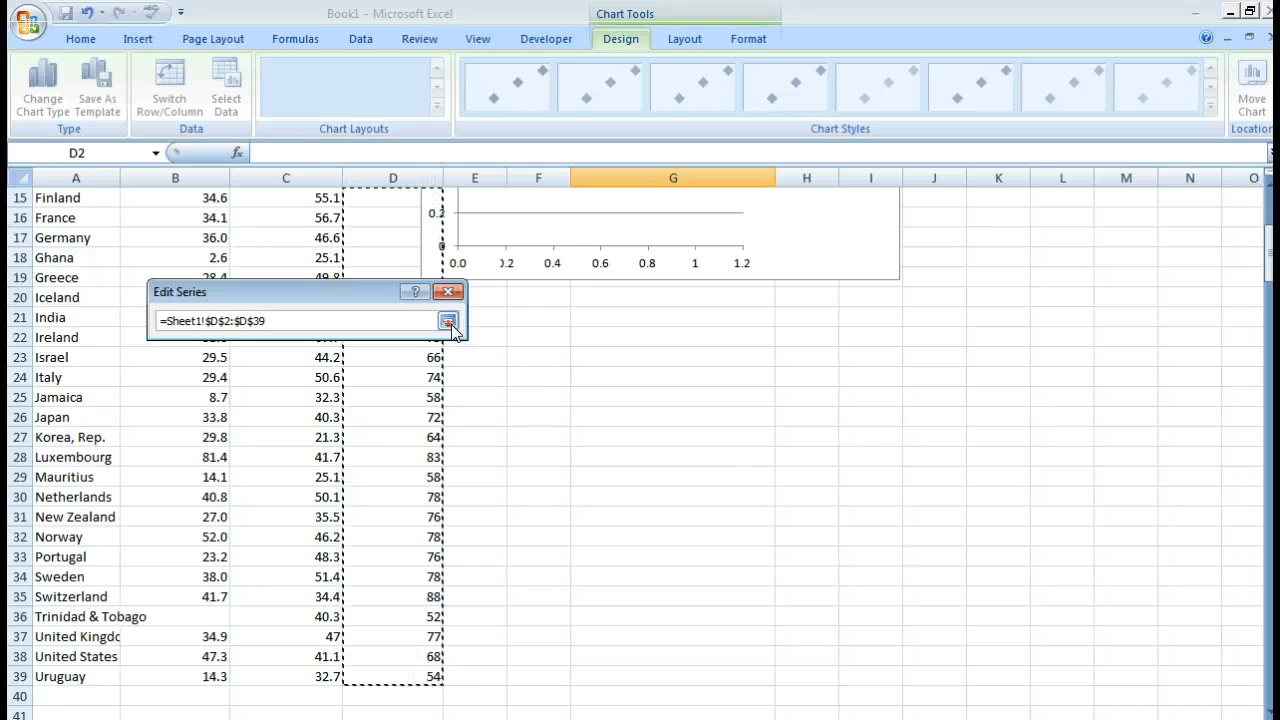 Book1 - Microsoft Excel
Chart Tools
Home Insert Page Layout Formulas Data Review View Developer Design Layout Format
Change Chart Type
Save As Template
Switch Row/Column
Select Data
Move Chart
Type Data Chart Layouts Chart Styles Location
D2 fx
A B C D E F G H I J K L M N O
15 Finland 34.6 55.1
16 France 34.1 56.7
17 Germany 36.0 46.6
18 Ghana 2.6 25.1
19 Greece
20 Iceland
21 India
22 Ireland
23 Israel 29.5 44.2 66
24 Italy 29.4 50.6 74
25 Jamaica 8.7 32.3 58
26 Japan 33.8 40.3 72
27 Korea, Rep. 29.8 21.3 64
28 Luxembourg 81.4 41.7 83
29 Mauritius 14.1 25.1 58
30 Netherlands 40.8 50.1 78
31 New Zealand 27.0 35.5 76
32 Norway 52.0 46.2 78
33 Portugal 23.2 48.3 76
34 Sweden 38.0 51.4 78
35 Switzerland 41.7 34.4 88
36 Trinidad & Tobago 40.3 52
37 United Kingdo 34.9 47 77
38 United States 47.3 41.1 68
39 Uruguay 14.3 32.7 54
40
41
0.2
0
0.0 0.2 0.4 0.6 0.8 1 1.2
Edit Series
=Sheet1!$D$2:$D$39